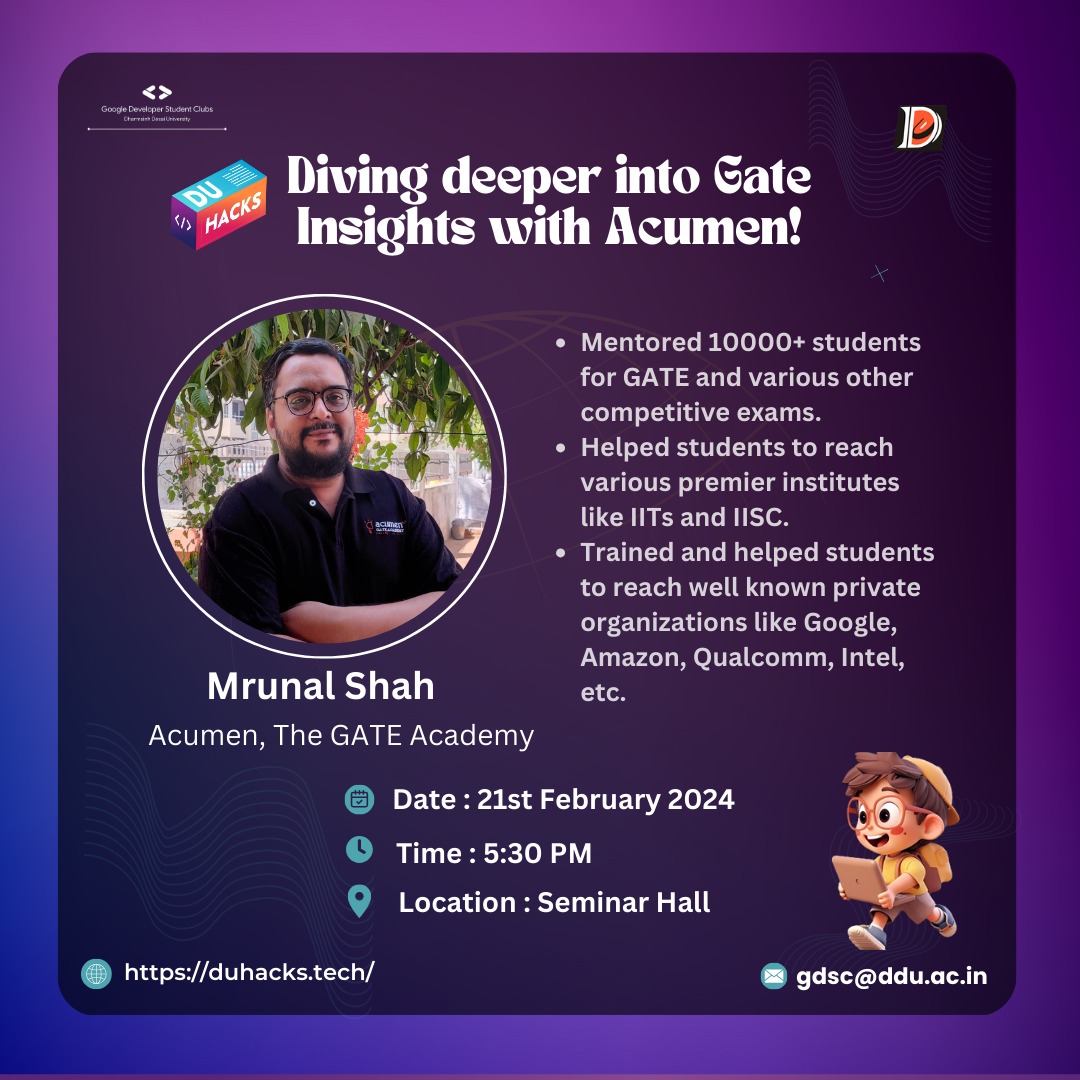 Google Developer Student Clubs
Dharmsinh Desai University
DU
</>
HACKS
Diving deeper into Gate
Insights with Acumen!
acumen
Mentored 10000+ students
for GATE and various other
competitive exams.
Helped students to reach
various premier institutes
like IITs and IISC.
Trained and helped students
to reach well known private
organizations like Google,
Amazon, Qualcomm, Intel,
etc.
Mrunal Shah
Acumen, The GATE Academy
Date : 21st February 2024
Time : 5:30 PM
Location : Seminar Hall
https://duhacks.tech/
gdsc@ddu.ac.in